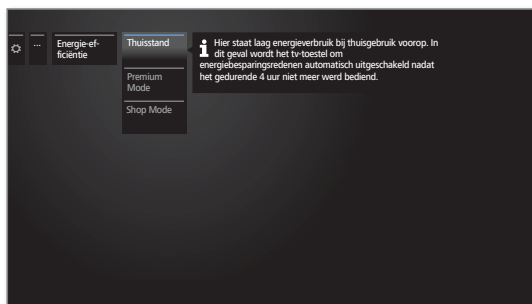 ...
Energie-ef-
ficiëntie
Thuisstand
Premium
Mode
Shop Mode
Hier staat laag energieverbruik bij thuisgebruik voorop. In
dit geval wordt het tv-toestel om
energiebesparingsredenen automatisch uitgeschakeld nadat
het gedurende 4 uur niet meer werd bediend.